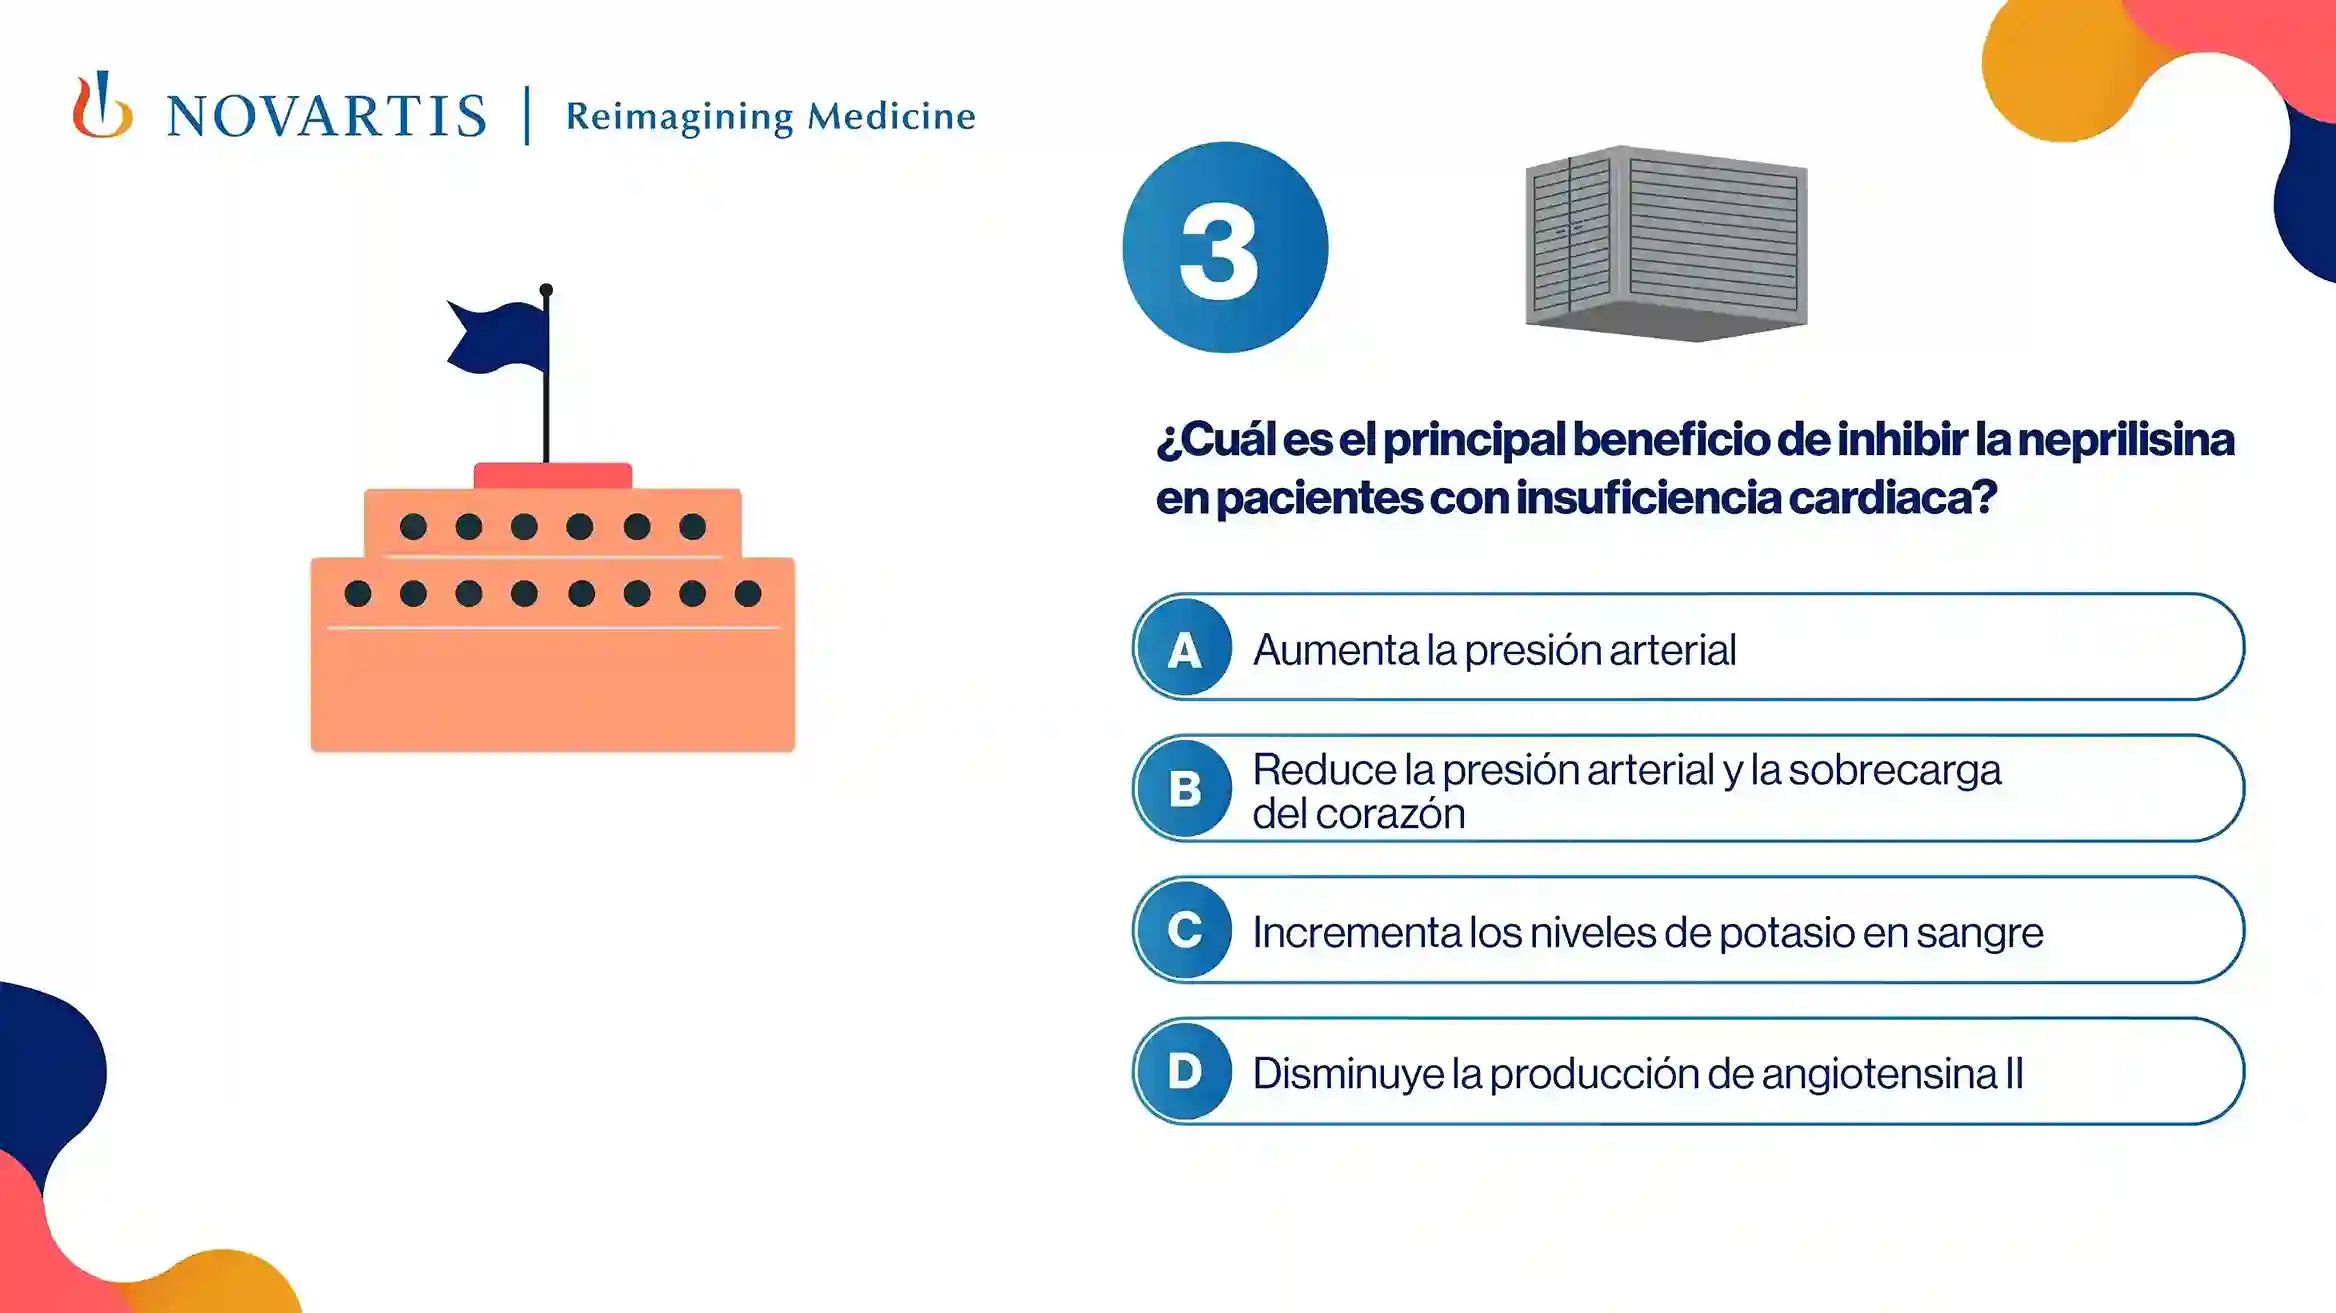 NOVARTIS | Reimagining Medicine
3
¿Cuál es el principal beneficio de inhibir la neprilisina
en pacientes con insuficiencia cardiaca?
A Aumenta la presión arterial
B Reduce la presión arterial y la sobrecarga
del corazón
C Incrementa los niveles de potasio en sangre
D Disminuye la producción de angiotensina II